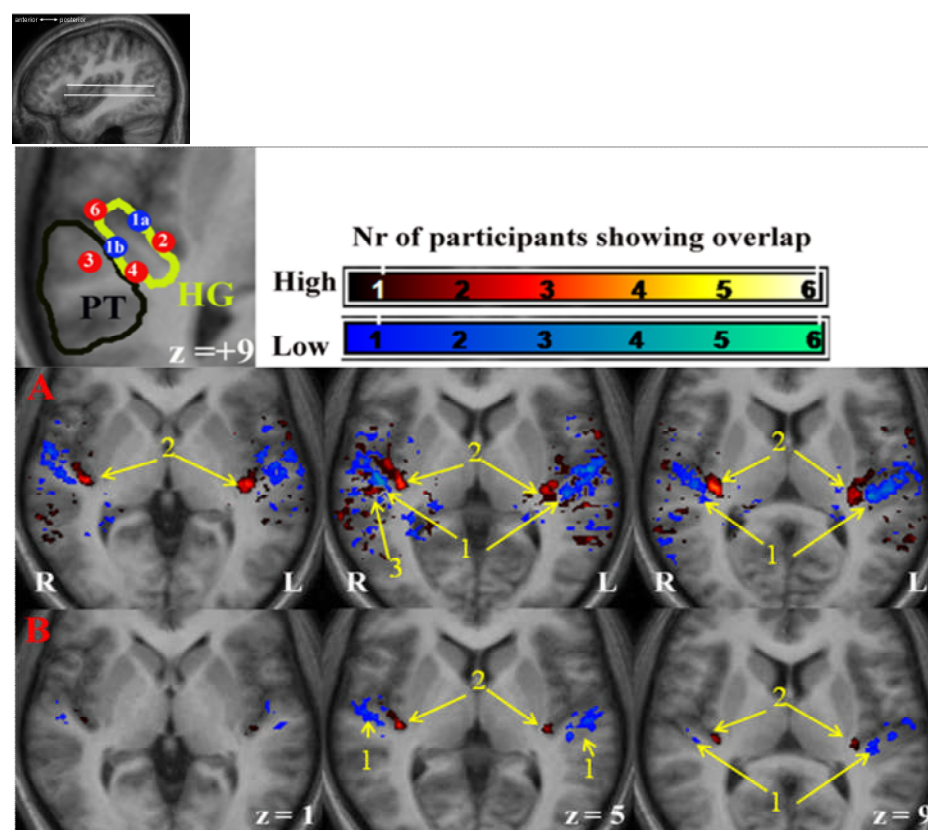 anterior ⟷ posterior
6
1a
1b
2
3
4
PT
HG
z =+9
Nr of participants showing overlap
High
1 2 3 4 5 6
Low
1 2 3 4 5 6
A
2
2
2
1
1
3
R L
R L
R L
B
2
2
1
1
1
z = 1
z = 5
z = 9